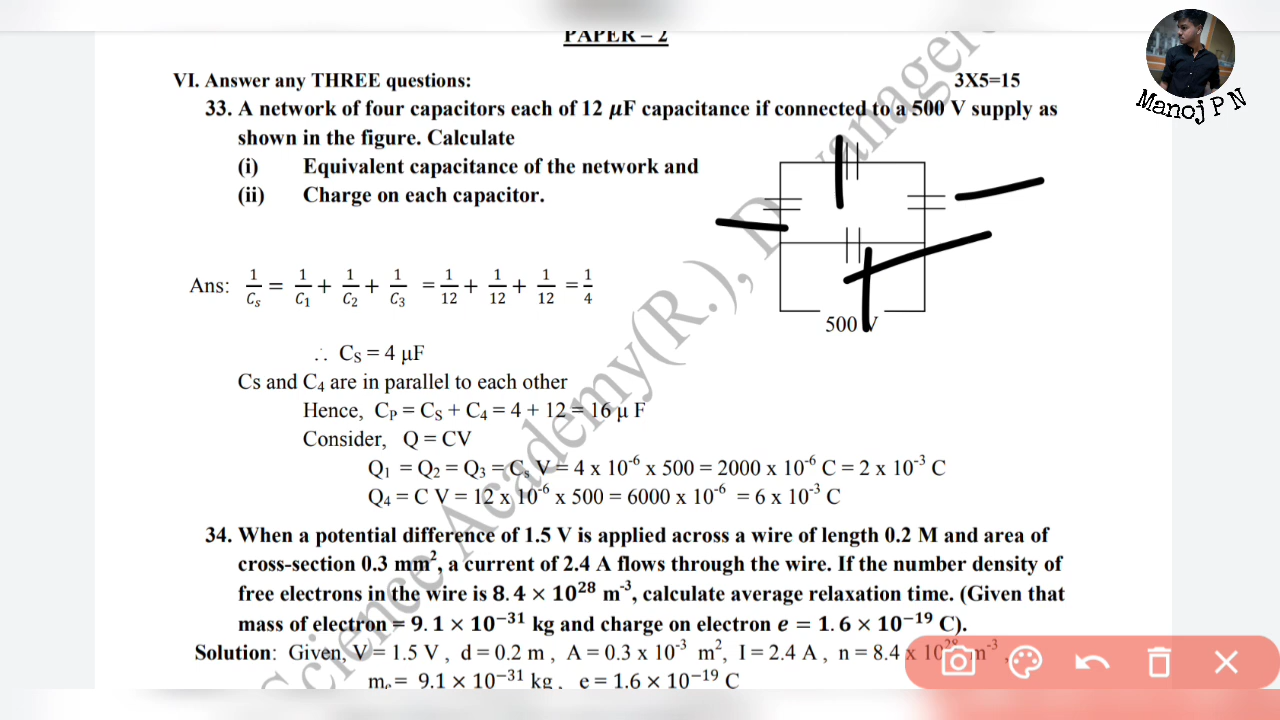 PAPER – 2
Manoj P N
VI. Answer any THREE questions: 3X5=15
33. A network of four capacitors each of 12 μF capacitance if connected to a 500 V supply as
shown in the figure. Calculate
(i) Equivalent capacitance of the network and
(ii) Charge on each capacitor.
Ans: 1/Cs = 1/C1 + 1/C2 + 1/C3 = 1/12 + 1/12 + 1/12 = 1/4
500 V
∴ CS = 4 μF
Cs and C4 are in parallel to each other
Hence, CP = CS + C4 = 4 + 12 = 16 μ F
Consider, Q = CV
Q1 = Q2 = Q3 = Cs V = 4 x 10-6 x 500 = 2000 x 10-6 C = 2 x 10-3 C
Q4 = C V = 12 x 10-6 x 500 = 6000 x 10-6 = 6 x 10-3 C
34. When a potential difference of 1.5 V is applied across a wire of length 0.2 M and area of
cross-section 0.3 mm2, a current of 2.4 A flows through the wire. If the number density of
free electrons in the wire is 8.4 × 10^28 m-3, calculate average relaxation time. (Given that
mass of electron = 9.1 × 10^−31 kg and charge on electron e = 1.6 × 10^−19 C).
Solution: Given, V = 1.5 V , d = 0.2 m , A = 0.3 x 10-3 m2, I = 2.4 A , n = 8.4 x 10^28 m-3 ,
me = 9.1 × 10^−31 kg , e = 1.6 × 10^−19 C
Science Academy(R.),